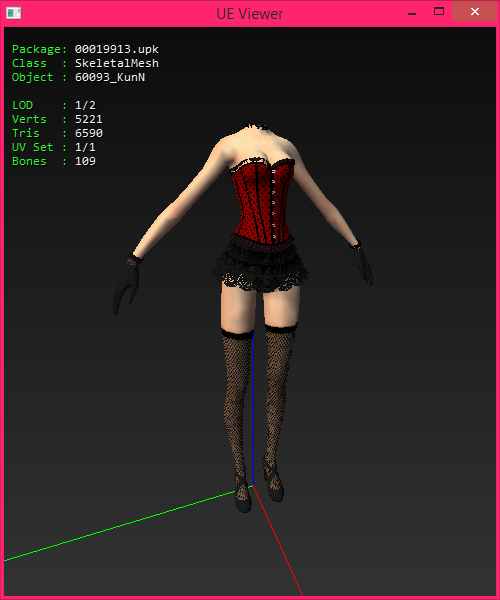 UE Viewer
Package: 00019913.upk
Class : SkeletalMesh
Object : 60093_KunN
LOD : 1/2
Verts : 5221
Tris : 6590
UV Set : 1/1
Bones : 109